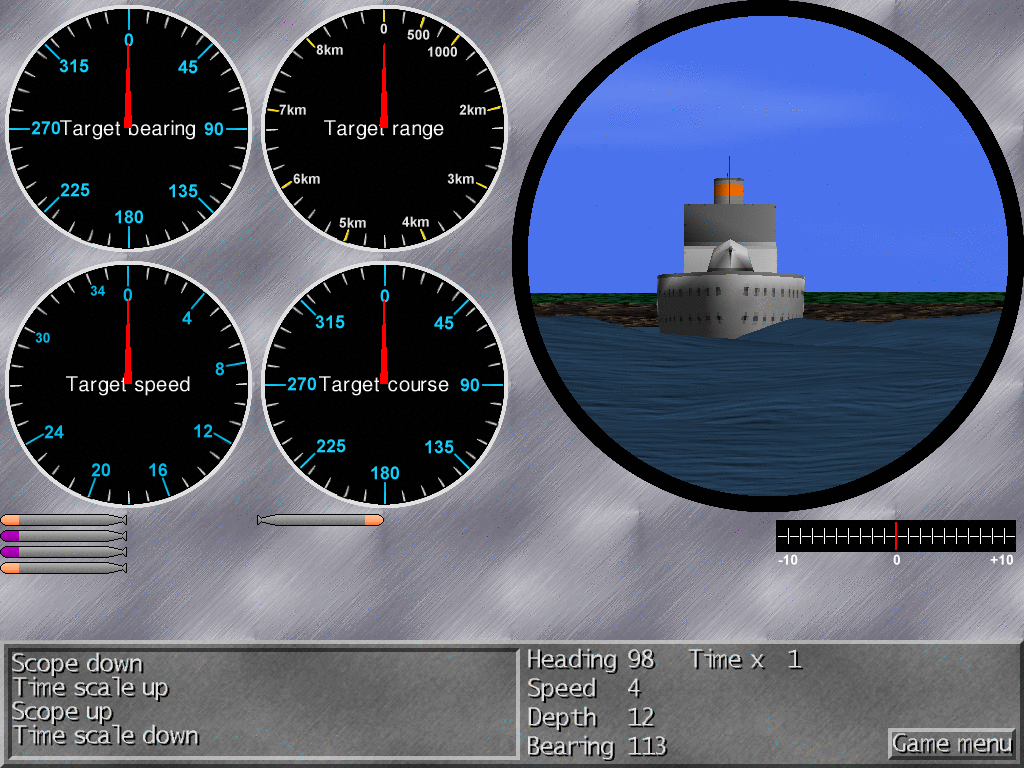 0
45
90
135
180
225
270
315
Target bearing
0
500
1000
2km
3km
4km
5km
6km
7km
8km
Target range
0
4
8
12
16
20
24
30
34
Target speed
0
45
90
135
180
225
270
315
Target course
-10 0 +10
Scope down
Time scale up
Scope up
Time scale down
Heading 98 Time x 1
Speed 4
Depth 12
Bearing 113
Game menu